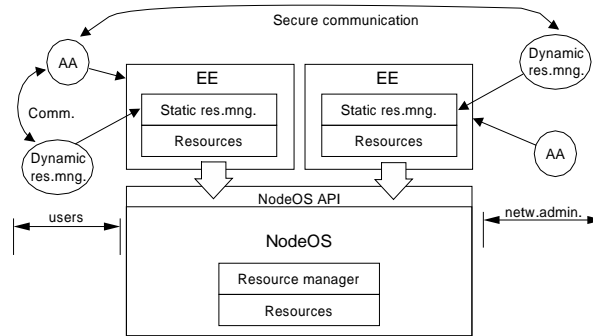 Secure communication
AA
EE
EE
Dynamic
res.mng.
Static res.mng.
Resources
Static res.mng.
Resources
Comm.
Dynamic
res.mng.
AA
NodeOS API
users
netw.admin.
NodeOS
Resource manager
Resources